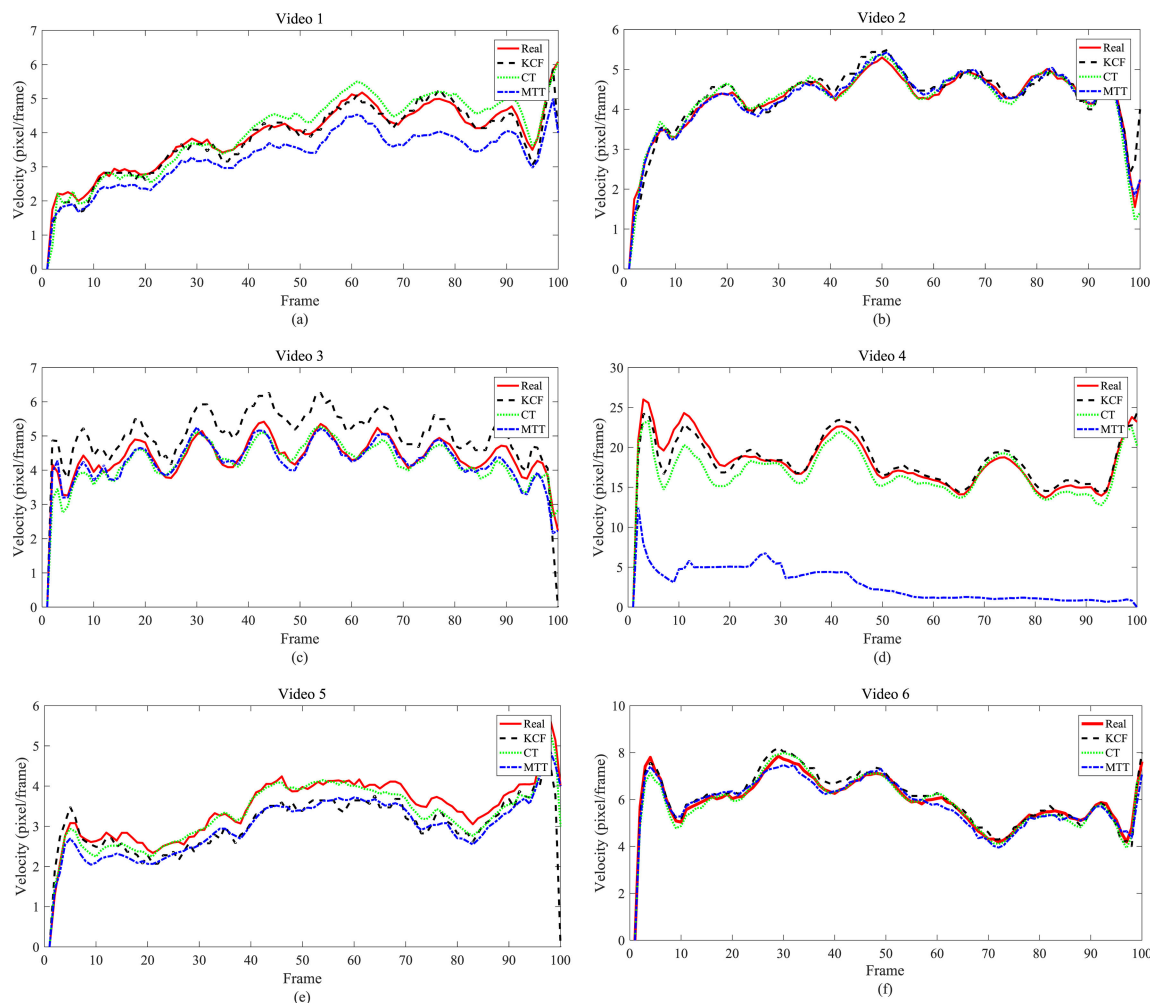 Video 1
7
6
5
4
3
2
1
0
Velocity (pixel/frame)
Real
KCF
CT
MTT
0 10 20 30 40 50 60 70 80 90 100
Frame
(a)
Video 2
6
5
4
3
2
1
0
Velocity (pixel/frame)
Real
KCF
CT
MTT
0 10 20 30 40 50 60 70 80 90 100
Frame
(b)
Video 3
7
6
5
4
3
2
1
0
Velocity (pixel/frame)
Real
KCF
CT
MTT
0 10 20 30 40 50 60 70 80 90 100
Frame
(c)
Video 4
30
25
20
15
10
5
0
Velocity (pixel/frame)
Real
KCF
CT
MTT
0 10 20 30 40 50 60 70 80 90 100
Frame
(d)
Video 5
6
5
4
3
2
1
0
Velocity (pixel/frame)
Real
KCF
CT
MTT
0 10 20 30 40 50 60 70 80 90 100
Frame
(e)
Video 6
10
8
6
4
2
0
Velocity (pixel/frame)
Real
KCF
CT
MTT
0 10 20 30 40 50 60 70 80 90 100
Frame
(f)